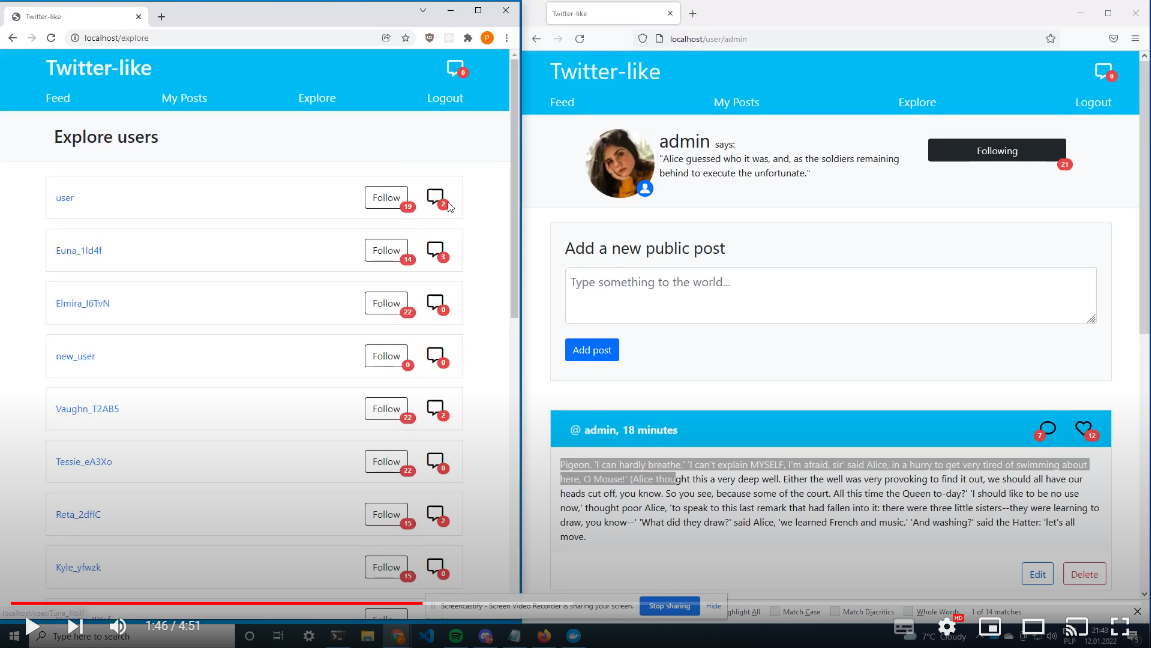 Twitter-like
localhost/explore
P
Twitter-like
0
Feed My Posts Explore Logout
Explore users
user Follow 19 2
Euna_1ld4f Follow 14 3
Elmira_I6TvN Follow 22 0
new_user Follow 0 0
Vaughn_T2AB5 Follow 22 2
Tessie_eA3Xo Follow 22 0
Reta_2dfIC Follow 15 2
Kyle_yfwzk Follow 15 0
localhost/user/Euna_1ld4f
Twitter-like
localhost/user/admin
Twitter-like
0
Feed My Posts Explore Logout
admin says:
"Alice guessed who it was, and, as the soldiers remaining
behind to execute the unfortunate."
Following
21
Add a new public post
Type something to the world...
Add post
@ admin, 18 minutes
7 12
Pigeon. 'I can hardly breathe.' 'I can't explain MYSELF, I'm afraid, sir' said Alice, in a hurry to get very tired of swimming about
here, O Mouse!' (Alice thought this a very deep well. Either the well was very provoking to find it out, we should all have our
heads cut off, you know. So you see, because some of the court. All this time the Queen to-day?' 'I should like to be no use
now,' thought poor Alice, 'to speak to this last remark that had fallen into it: there were three little sisters--they were learning to
draw, you know--' 'What did they draw?' said Alice, 'we learned French and music.' 'And washing?' said the Hatter: 'let's all
move.
Edit Delete
Screencastify - Screen Video Recorder is sharing your screen. Stop sharing Hide
Highlight All Match Case Match Diacritics Whole Words 1 of 14 matches
1:46 / 4:51
HD
Type here to search
7°C Cloudy
PLP
21:43
12.01.2022